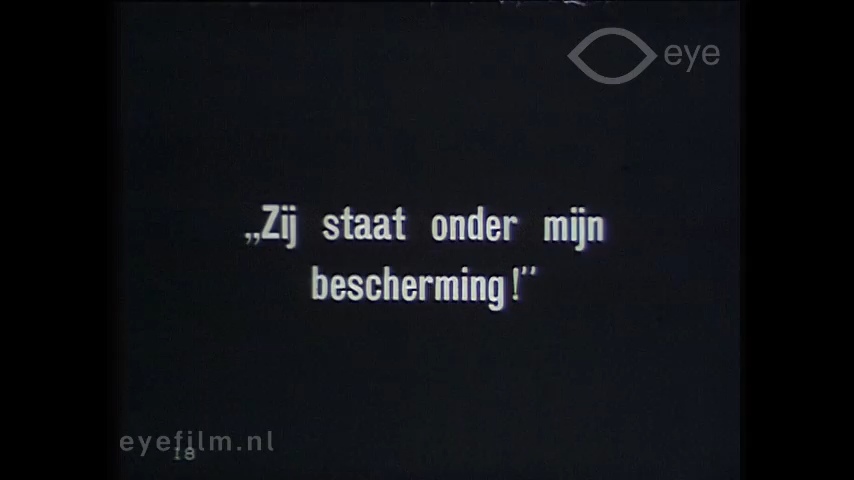 eye
„Zij staat onder mijn
bescherming!”
eyefilm.nl
18